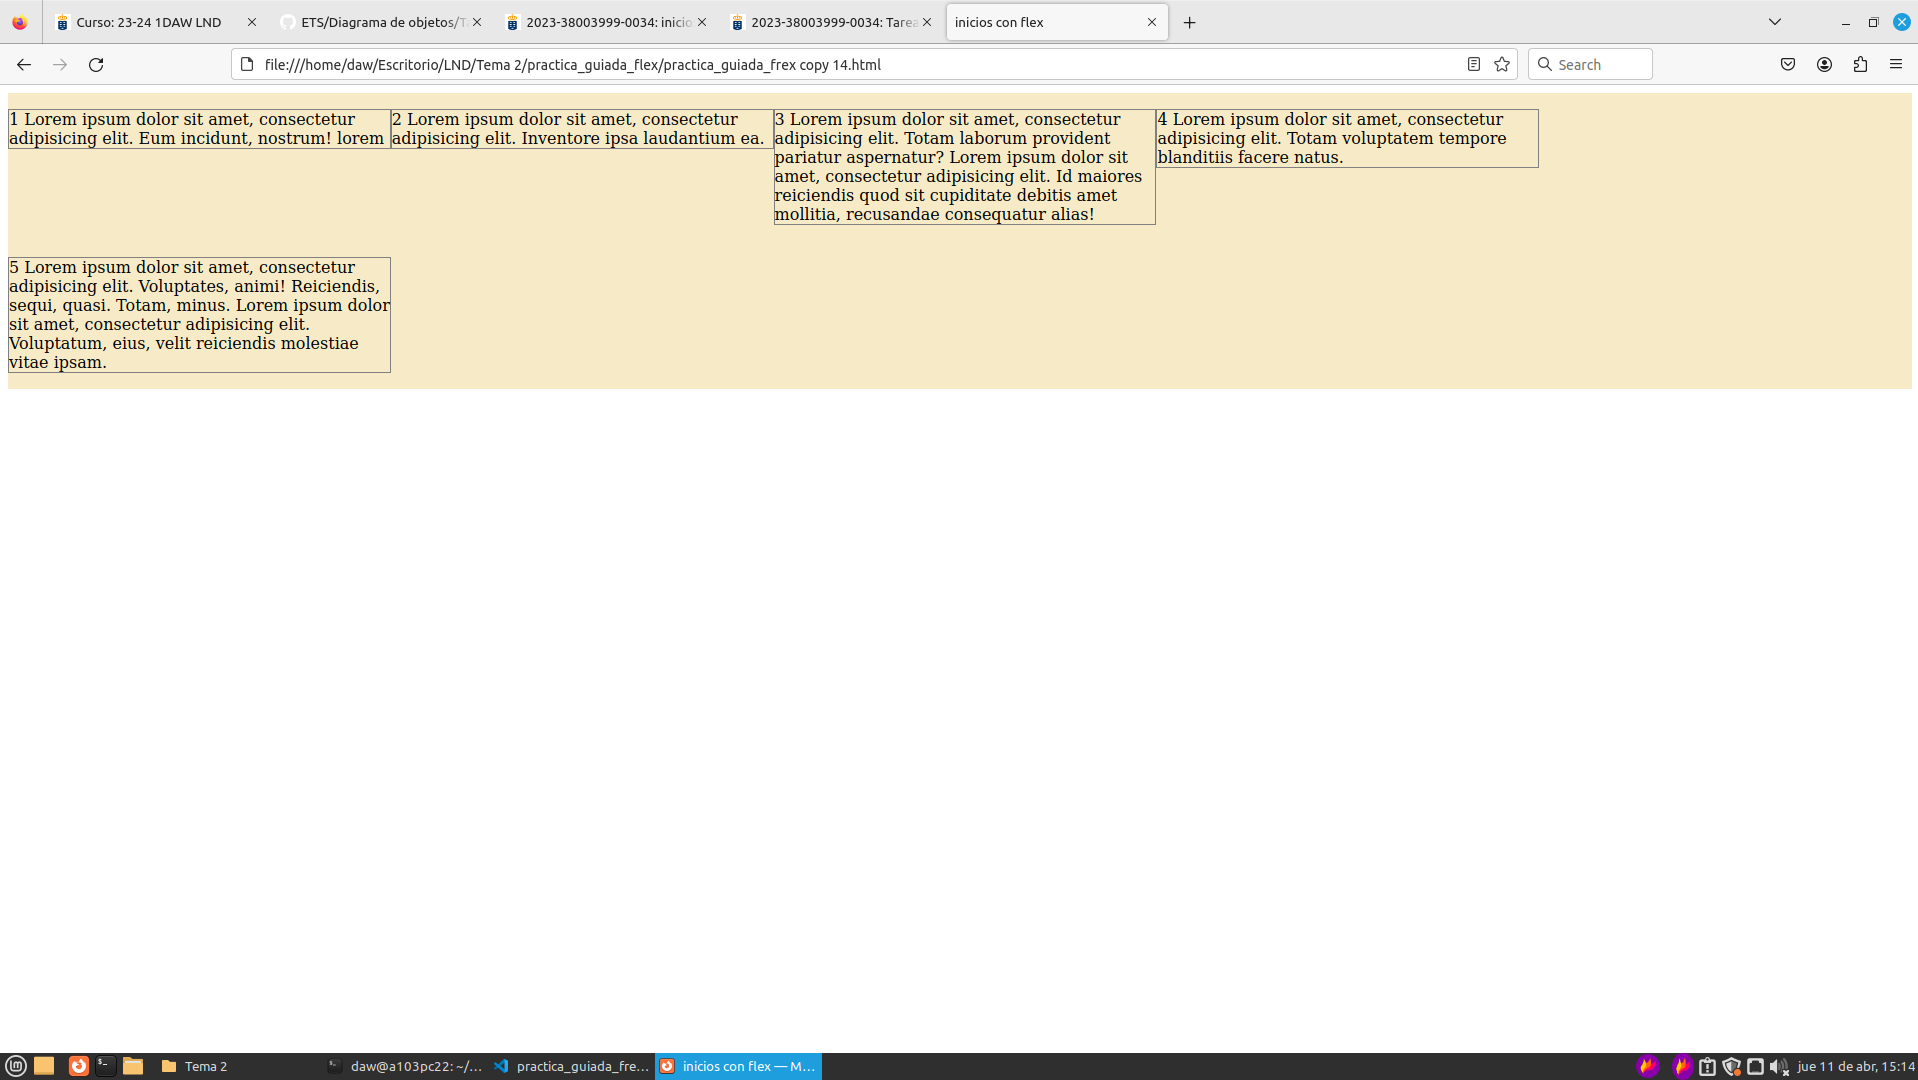 Curso: 23-24 1DAW LND
ETS/Diagrama de objetos/T
2023-38003999-0034: inicio
2023-38003999-0034: Tarea
inicios con flex
file:///home/daw/Escritorio/LND/Tema 2/practica_guiada_flex/practica_guiada_frex copy 14.html
Search
1 Lorem ipsum dolor sit amet, consectetur
adipisicing elit. Eum incidunt, nostrum! lorem
2 Lorem ipsum dolor sit amet, consectetur
adipisicing elit. Inventore ipsa laudantium ea.
3 Lorem ipsum dolor sit amet, consectetur
adipisicing elit. Totam laborum provident
pariatur aspernatur? Lorem ipsum dolor sit
amet, consectetur adipisicing elit. Id maiores
reiciendis quod sit cupiditate debitis amet
mollitia, recusandae consequatur alias!
4 Lorem ipsum dolor sit amet, consectetur
adipisicing elit. Totam voluptatem tempore
blanditiis facere natus.
5 Lorem ipsum dolor sit amet, consectetur
adipisicing elit. Voluptates, animi! Reiciendis,
sequi, quasi. Totam, minus. Lorem ipsum dolor
sit amet, consectetur adipisicing elit.
Voluptatum, eius, velit reiciendis molestiae
vitae ipsam.
Tema 2
daw@a103pc22: ~/...
practica_guiada_fre...
inicios con flex — M...
jue 11 de abr, 15:14